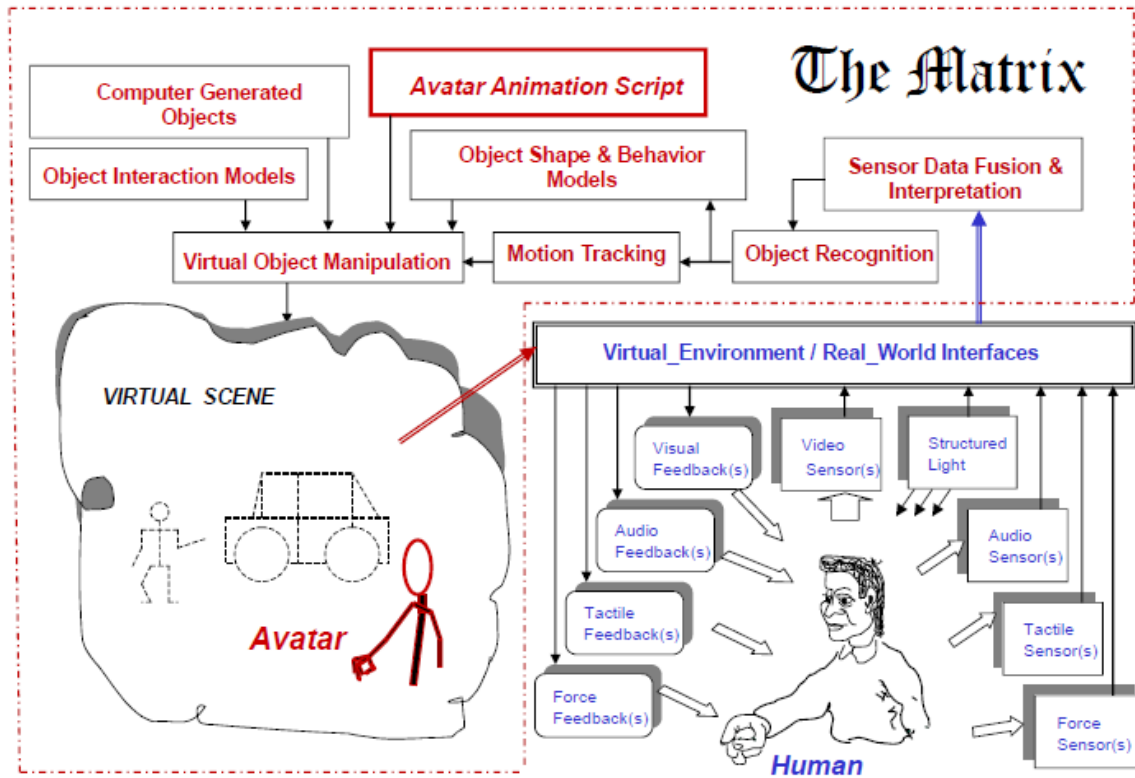 The Matrix
Avatar Animation Script
Computer Generated
Objects
Object Shape & Behavior
Models
Sensor Data Fusion &
Interpretation
Object Interaction Models
Virtual Object Manipulation
Motion Tracking
Object Recognition
Virtual_Environment / Real_World Interfaces
VIRTUAL SCENE
Visual
Feedback(s)
Video
Sensor(s)
Structured
Light
Audio
Feedback(s)
Audio
Sensor(s)
Tactile
Feedback(s)
Tactile
Sensor(s)
Avatar
Force
Feedback(s)
Force
Sensor(s)
Human